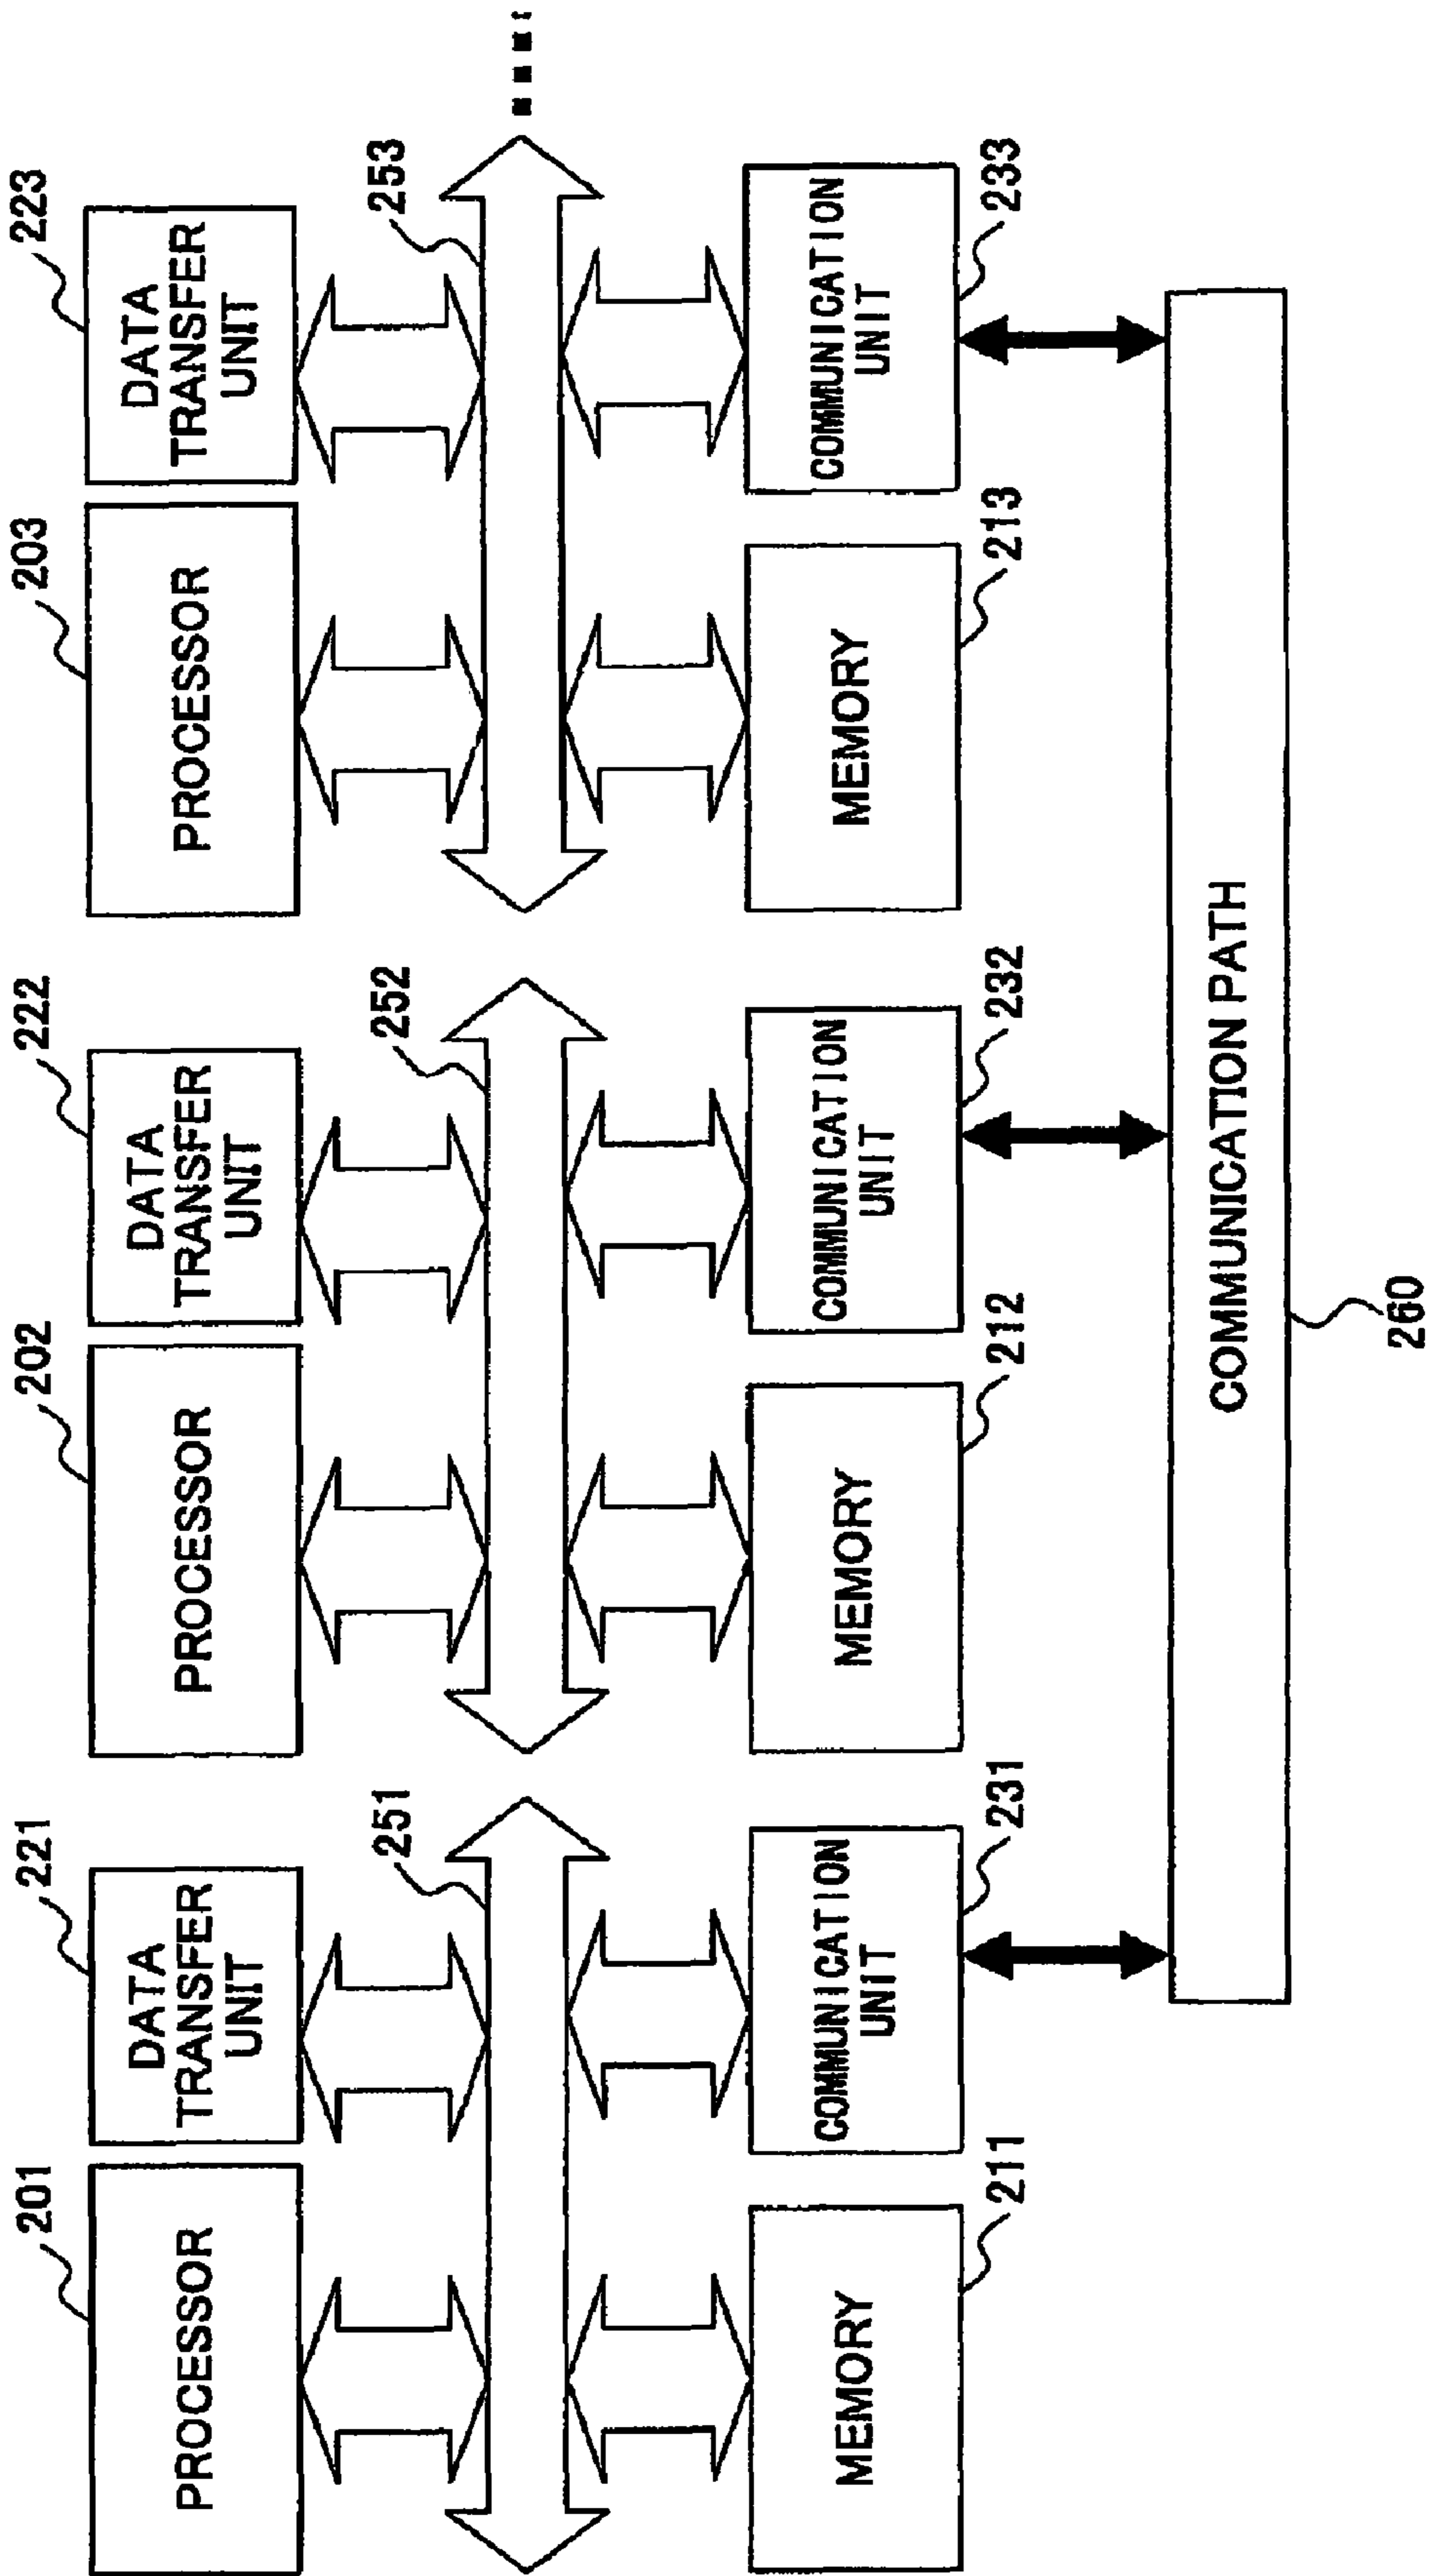 201
221
202
222
203
223
PROCESSOR
DATA
TRANSFER
UNIT
PROCESSOR
DATA
TRANSFER
UNIT
PROCESSOR
DATA
TRANSFER
UNIT
251
252
253
MEMORY
COMMUNICATION
UNIT
MEMORY
COMMUNICATION
UNIT
MEMORY
COMMUNICATION
UNIT
211
231
212
232
213
233
COMMUNICATION PATH
260